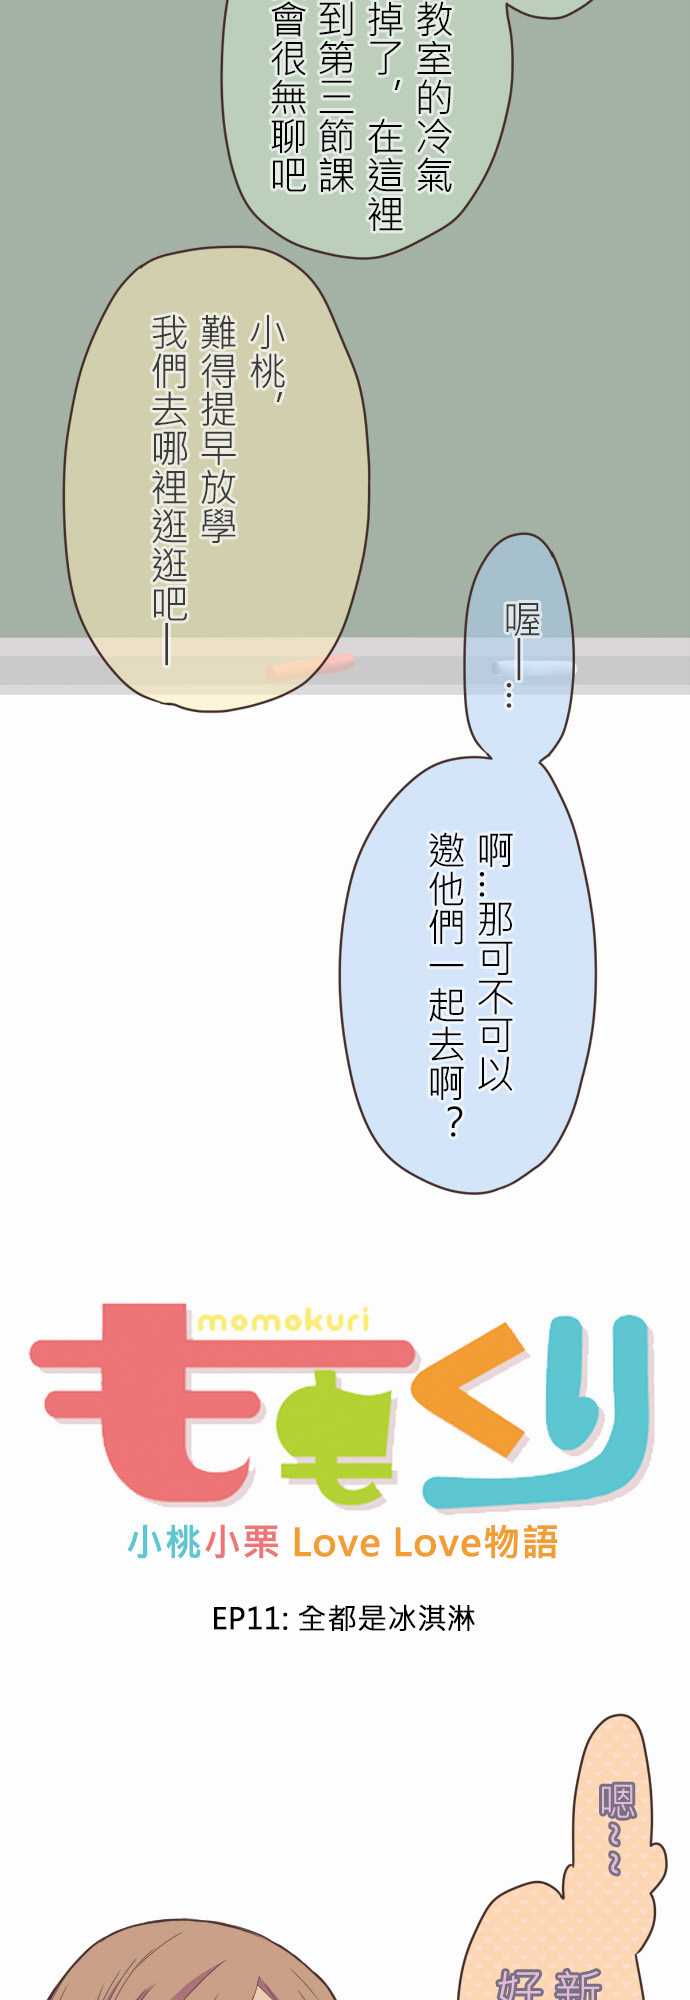 教室的冷氣
掉了,在這裡
到第三節課
會很無聊吧
小桃,
難得提早放學
我們去哪裡逛逛吧—
喔—…
啊…那可不可以
邀他們一起去啊?
momokuri
ももくり
小桃小栗 Love Love物語
EP11: 全都是冰淇淋
嗯~~
新
好